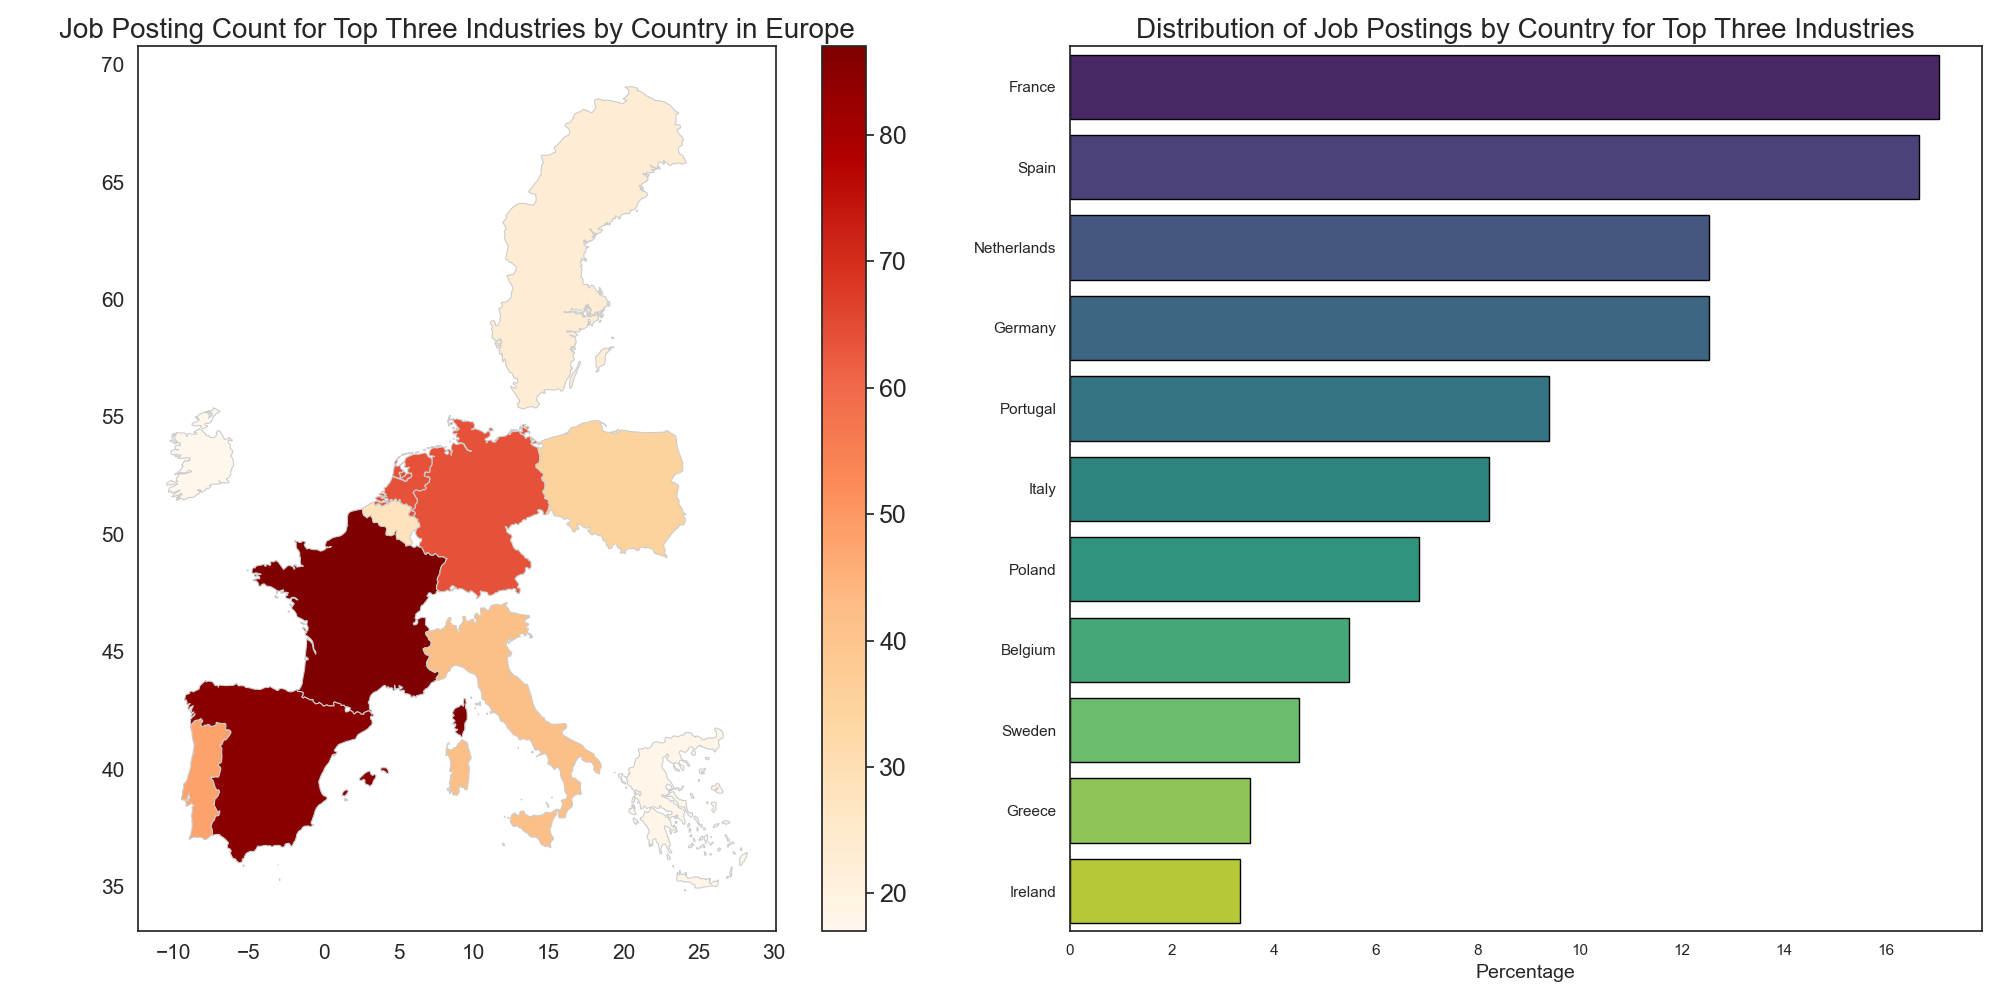 Job Posting Count for Top Three Industries by Country in Europe
70
65
60
55
50
45
40
35
−10
−5
0
5
10
15
20
25
30
80
70
60
50
40
30
20
Distribution of Job Postings by Country for Top Three Industries
France
Spain
Netherlands
Germany
Portugal
Italy
Poland
Belgium
Sweden
Greece
Ireland
0
2
4
6
8
10
12
14
16
Percentage